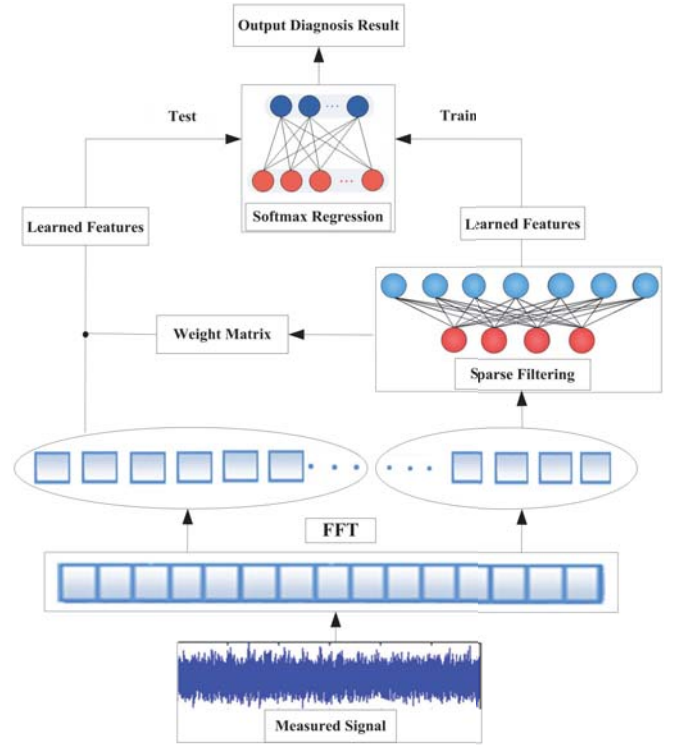 Output Diagnosis Result
Test
Train
Softmax Regression
Learned Features
Learned Features
Weight Matrix
Sparse Filtering
FFT
Measured Signal